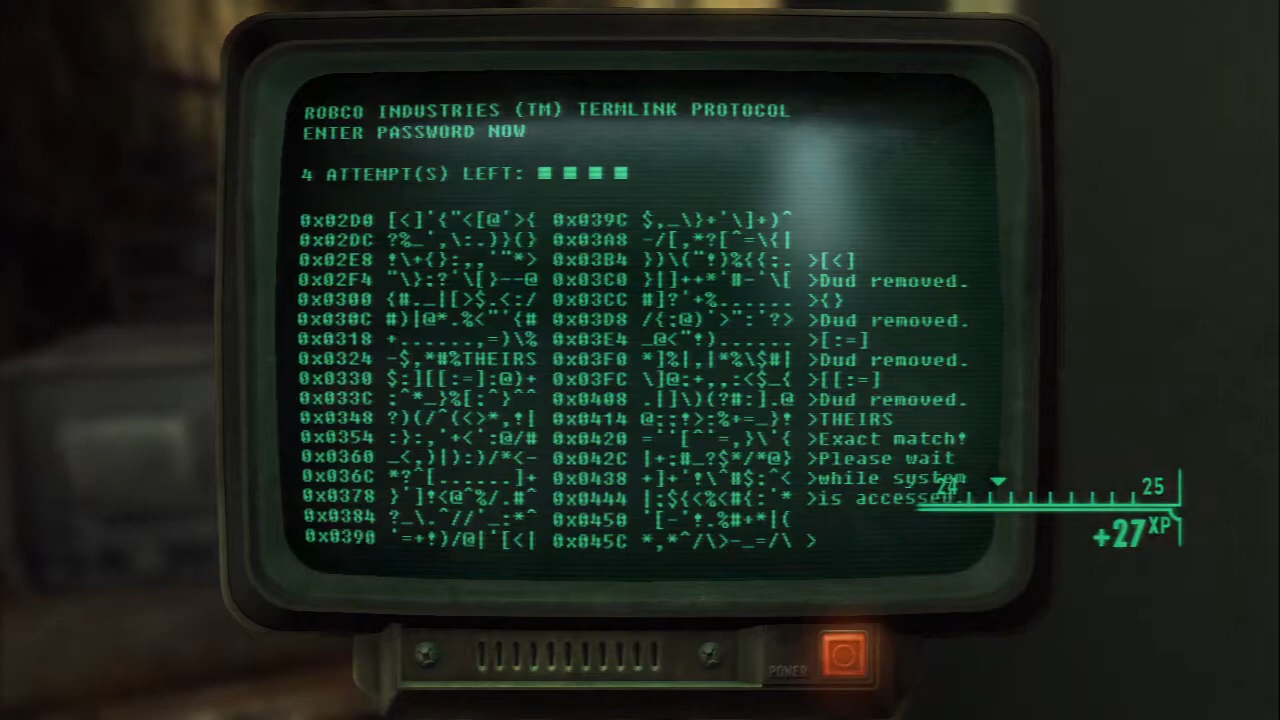 ROBCO INDUSTRIES (TM) TERMLINK PROTOCOL
ENTER PASSWORD NOW
4 ATTEMPT(S) LEFT:
0x02D0 [<]'{"<[@'>{ 0x039C $,_\}+'\]+)^
0x02DC ?%_',\:.)}{} 0x03A8 -/[,*?[^=\{|
0x02E8 !\+{}:,,'"*> 0x03B4 })\("!)%{{:. >[<]
0x02F4 "\}:?'\[}--@ 0x03C0 }|]++*'#-'\[ >Dud removed.
0x0300 {#._|[>$.<:/ 0x03CC #]?'+%...... >{}
0x030C #)|@*.%<"'{# 0x03D8 /{;@)'>":'?> >Dud removed.
0x0318 +......,=)\% 0x03E4 _@<"!)...... >[:=]
0x0324 -$,*#%THEIRS 0x03F0 *]%|,|*%\$#| >Dud removed.
0x0330 $:][[:=]:@)+ 0x03FC \]@:+,,:<$_{ >[[:=]
0x033C :^*_}%[:^}^^ 0x0408 .|]\)(?#:].@ >Dud removed.
0x0348 ?)(/^(<>*,!| 0x0414 @:;!>:%+=_}! >THEIRS
0x0354 :}:,'+<':@/# 0x0420 ='`[^'=,}\'{ >Exact match!
0x0360 _<,)|):)/*<- 0x042C |+:#_?$*/*@} >Please wait
0x036C *?^[......]+ 0x0438 +]+'!\^#$:^< >while system
0x0378 }`]!<@^%/.#^ 0x0444 |;${<%<#{:'* >is accessed.
0x0384 ?_\.^//'_:*^ 0x0450 '[-'!.%#+*|(
0x0390 '=+!)/@|'[<| 0x045C *,*^/\>-_=/\ >
24 25
+27 XP
POWER